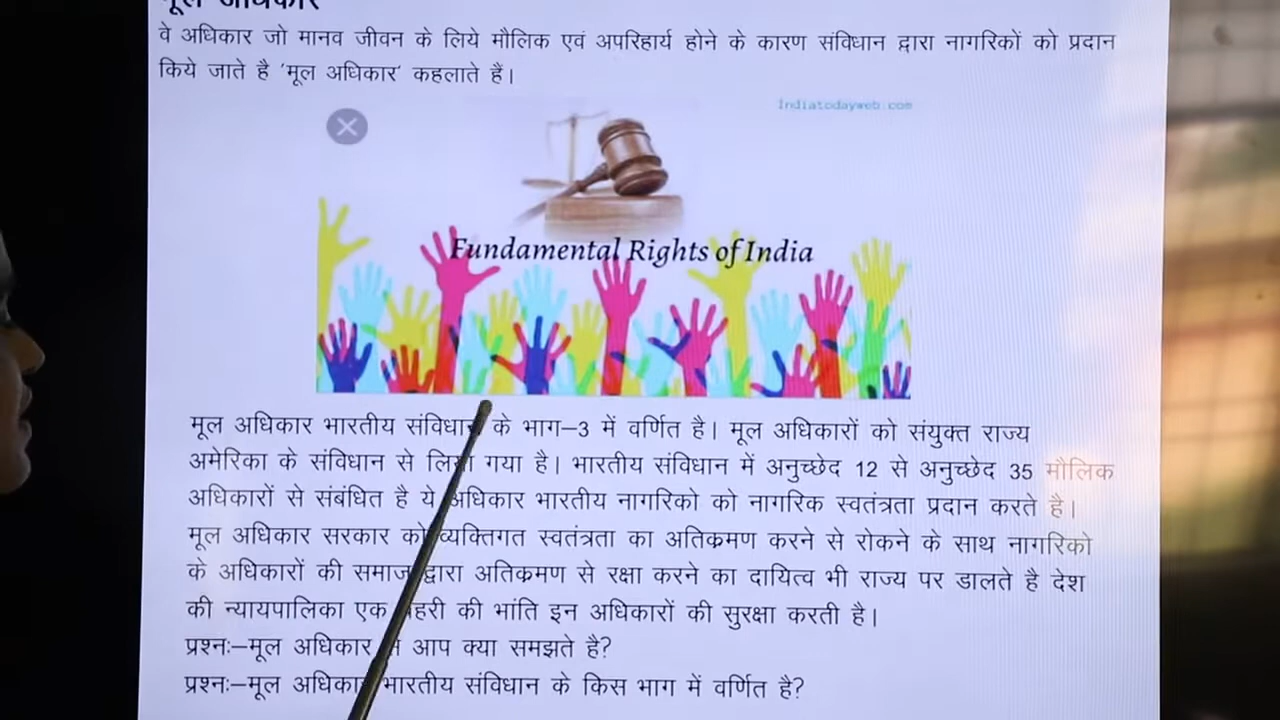 मूल अधिकार
वे अधिकार जो मानव जीवन के लिये मौलिक एवं अपरिहार्य होने के कारण संविधान द्वारा नागरिकों को प्रदान
किये जाते है 'मूल अधिकार' कहलाते हैं।
indiatodayweb.com
Fundamental Rights of India
मूल अधिकार भारतीय संविधान के भाग–3 में वर्णित है। मूल अधिकारों को संयुक्त राज्य
अमेरिका के संविधान से लिया गया है। भारतीय संविधान में अनुच्छेद 12 से अनुच्छेद 35 मौलिक
अधिकारों से संबंधित है ये अधिकार भारतीय नागरिको को नागरिक स्वतंत्रता प्रदान करते है।
मूल अधिकार सरकार को व्यक्तिगत स्वतंत्रता का अतिक्रमण करने से रोकने के साथ नागरिको
के अधिकारों की समाज द्वारा अतिक्रमण से रक्षा करने का दायित्व भी राज्य पर डालते है देश
की न्यायपालिका एक प्रहरी की भांति इन अधिकारों की सुरक्षा करती है।
प्रश्नः–मूल अधिकार से आप क्या समझते है?
प्रश्नः–मूल अधिकार भारतीय संविधान के किस भाग में वर्णित है?